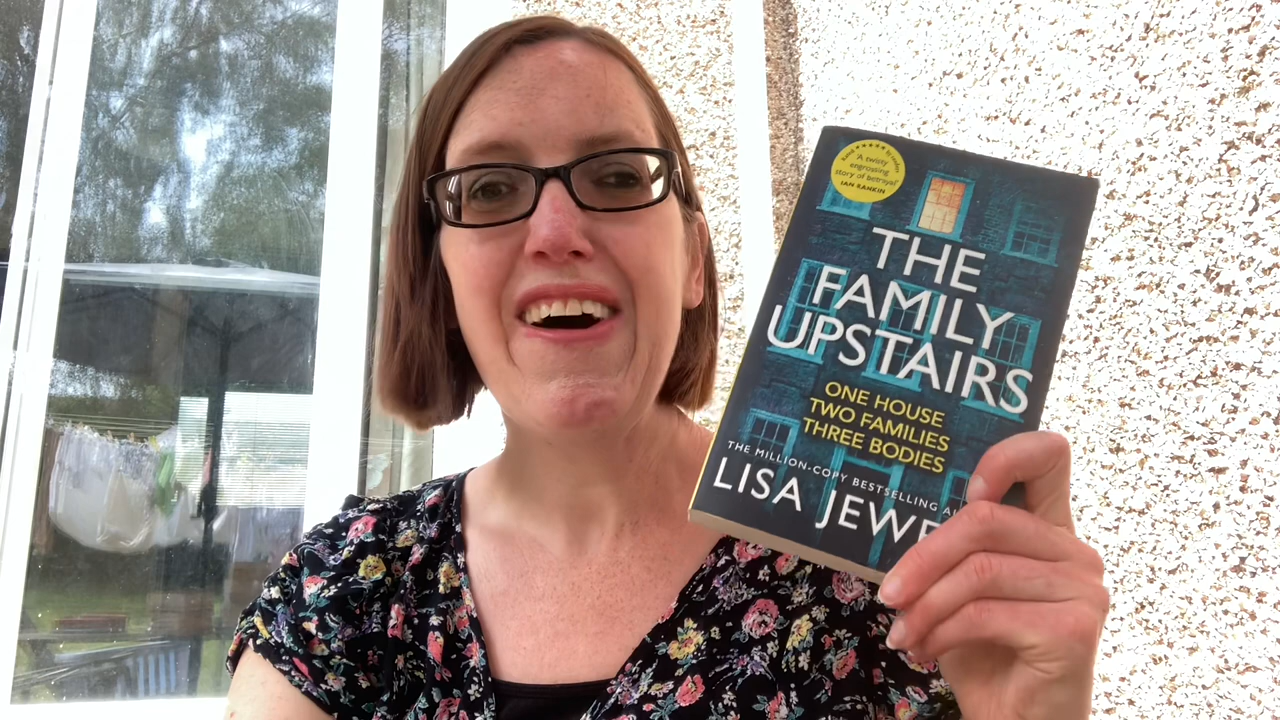 'A twisty
engrossing
story of betrayal'
IAN RANKIN
THE
FAMILY
UPSTAIRS
ONE HOUSE
TWO FAMILIES
THREE BODIES
THE MILLION-COPY BESTSELLING
LISA JEWE